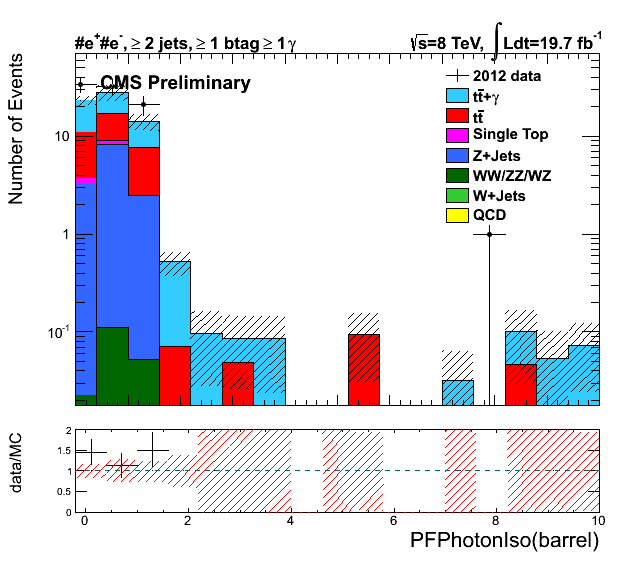 #e+#e-, ≥ 2 jets, ≥ 1 btag ≥ 1γ
√s=8 TeV, ∫ Ldt=19.7 fb-1
CMS Preliminary
2012 data
tt̄+γ
tt̄
Single Top
Z+Jets
WW/ZZ/WZ
W+Jets
QCD
Number of Events
10
1
10-1
data/MC
2
1.5
1
0.5
0
0 2 4 6 8 10
PFPhotonIso(barrel)